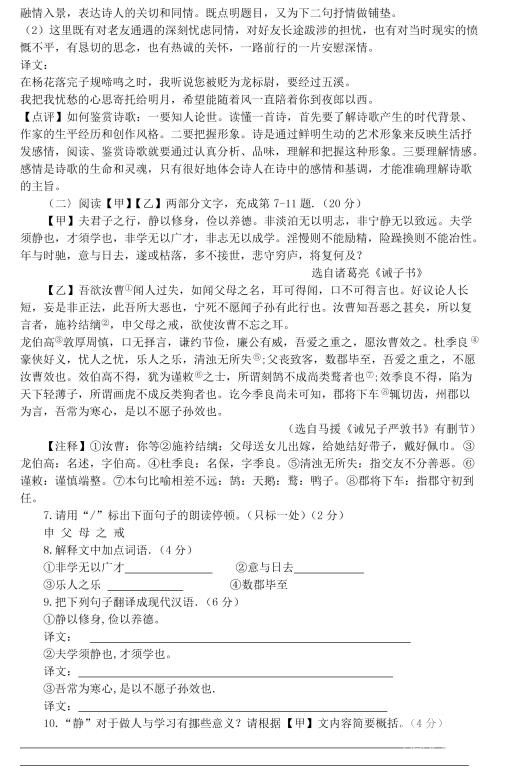 融情入景，表达诗人的关切和同情。既点明题目，又为下二句抒情做铺垫。
（2）这里既有对老友通遇的深刻忧虑同情，对好友长途跋涉的担忧，也有对当时现实的愤
慨不平，有恳切的思念，也有热诚的关怀，一路前行的一片安慰深情。
译文：
在杨花落完子规啼鸣之时，我听说您被贬为龙标尉，要经过五溪。
我把我忧愁的心思寄托给明月，希望能随着风一直陪着你到夜郎以西。
【点评】如何鉴赏诗歌：一要知人论世。读懂一首诗，首先要了解诗歌产生的时代背景、
作家的生平经历和创作风格。二要把握形象。诗是通过鲜明生动的艺术形象来反映生活抒
发感情，阅读、鉴赏诗歌就要通过认真分析、品味，理解和把握这种形象。三要理解情感。
感情是诗歌的生命和灵魂，只有很好地体会诗人在诗中的感情和基调，才能准确理解诗歌
的主旨。
（二）阅读【甲】【乙】两部分文字，充成第 7-11 题.（20 分）
【甲】夫君子之行，静以修身，俭以养德。非淡泊无以明志，非宁静无以致远。夫学
须静也，才须学也，非学无以广才，非志无以成学。淫慢则不能励精，险躁换则不能冶性。
年与时驰，意与日去，遂或枯落，多不接世，悲守穷庐，将复何及？
选自诸葛亮《诫子书》
【乙】吾欲汝曹①闻人过失，如闻父母之名，耳可得闻，口不可得言也。好议论人长
短，妄是非正法，此吾所大恶也，宁死不愿闻子孙有此行也。汝曹知吾恶之甚矣，所以复
言者，施衿结缡②，申父母之戒，欲使汝曹不忘之耳。
龙伯高③敦厚周慎，口无择言，谦约节俭，廉公有威，吾爱之重之，愿汝曹效之。杜季良④
豪侠好义，忧人之忧，乐人之乐，清浊无所失⑤;父丧致客，数郡毕至，吾爱之重之，不愿
汝曹效也。效伯高不得，犹为谨敕⑥之士，所谓刻鹄不成尚类鹜者也⑦;效季良不得，陷为
天下轻薄子，所谓画虎不成反类狗者也。讫今季良尚未可知，郡将下车⑧辄切齿，州郡以
为言，吾常为寒心，是以不愿子孙效也。
（选自马援《诫兄子严敦书》有删节）
【注释】①汝曹：你等②施衿结缡：父母送女儿出嫁，给她结好带子，戴好佩巾。③
龙伯高：名述，字伯高。④杜季良：名保，字季良。⑤清浊无所失：指交友不分善恶。⑥
谨敕：谨慎端整。⑦本句比喻相差不远；鹄：天鹅；鹜：鸭子。⑧郡将下车：指郡守初到
任。
7.请用“/”标出下面句子的朗读停顿。（只标一处）（2 分）
申 父 母 之 戒
8.解释文中加点词语.（4 分）
①非学无以广才 ②意与日去
③乐人之乐 ④数郡毕至
9.把下列句子翻译成现代汉语.（6 分）
①静以修身,俭以养德。
译文：
②夫学须静也,才须学也。
译文：
③吾常为寒心,是以不愿子孙效也.
译文：
10.“静”对于做人与学习有挪些意义？请根据【甲】文内容简要概括。（4 分）